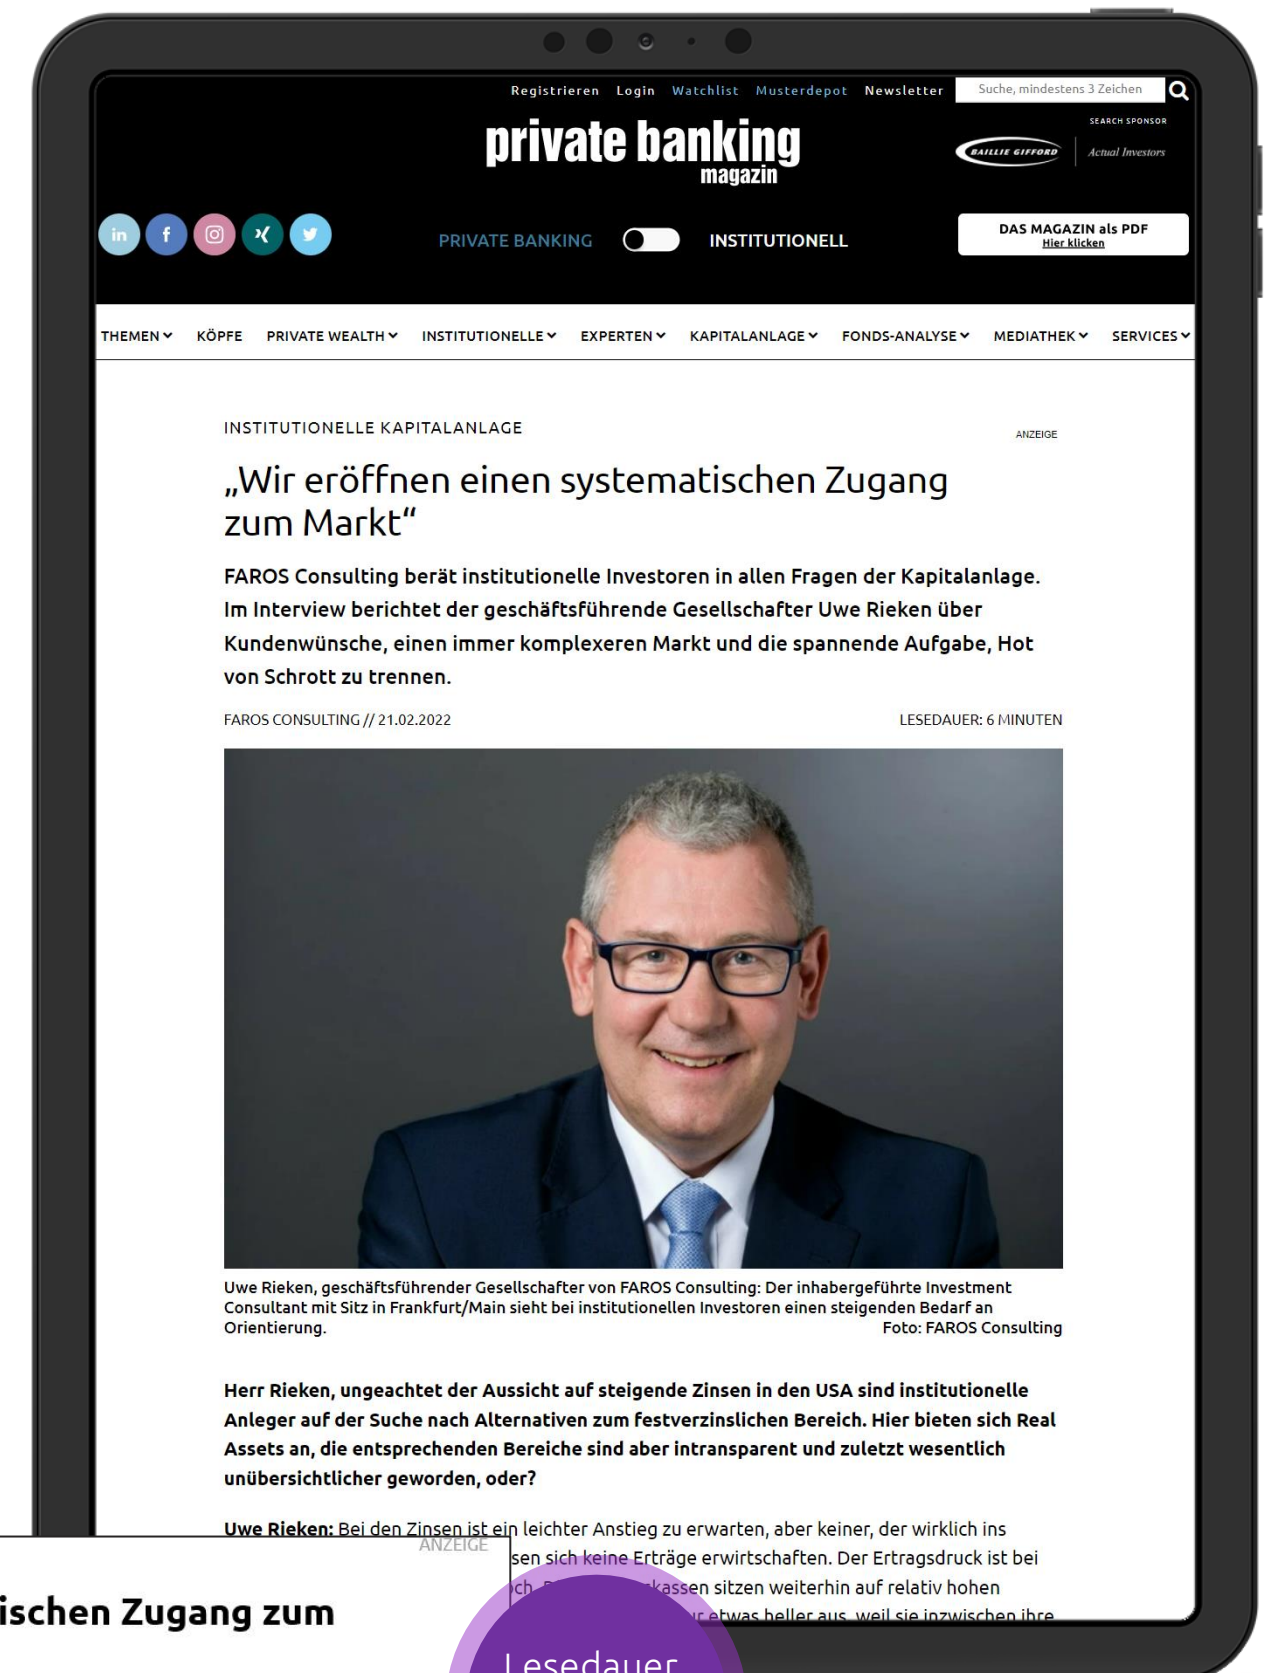 Registrieren Login Watchlist Musterdepot Newsletter Suche, mindestens 3 Zeichen
SEARCH SPONSOR
private banking
magazin
BAILLIE GIFFORD Actual Investors
PRIVATE BANKING INSTITUTIONELL
DAS MAGAZIN als PDF
Hier klicken
THEMEN KÖPFE PRIVATE WEALTH INSTITUTIONELLE EXPERTEN KAPITALANLAGE FONDS-ANALYSE MEDIATHEK SERVICES
INSTITUTIONELLE KAPITALANLAGE
ANZEIGE
„Wir eröffnen einen systematischen Zugang
zum Markt“
FAROS Consulting berät institutionelle Investoren in allen Fragen der Kapitalanlage.
Im Interview berichtet der geschäftsführende Gesellschafter Uwe Rieken über
Kundenwünsche, einen immer komplexeren Markt und die spannende Aufgabe, Hot
von Schrott zu trennen.
FAROS CONSULTING // 21.02.2022 LESEDAUER: 6 MINUTEN
Uwe Rieken, geschäftsführender Gesellschafter von FAROS Consulting: Der inhabergeführte Investment
Consultant mit Sitz in Frankfurt/Main sieht bei institutionellen Investoren einen steigenden Bedarf an
Orientierung. Foto: FAROS Consulting
Herr Rieken, ungeachtet der Aussicht auf steigende Zinsen in den USA sind institutionelle
Anleger auf der Suche nach Alternativen zum festverzinslichen Bereich. Hier bieten sich Real
Assets an, die entsprechenden Bereiche sind aber intransparent und zuletzt wesentlich
unübersichtlicher geworden, oder?
Uwe Rieken: Bei den Zinsen ist ein leichter Anstieg zu erwarten, aber keiner, der wirklich ins
sen sich keine Erträge erwirtschaften. Der Ertragsdruck ist bei
sitzen weiterhin auf relativ hohen
etwas heller aus, weil sie inzwischen ihre
ANZEIGE
ischen Zugang zum
Lesedauer